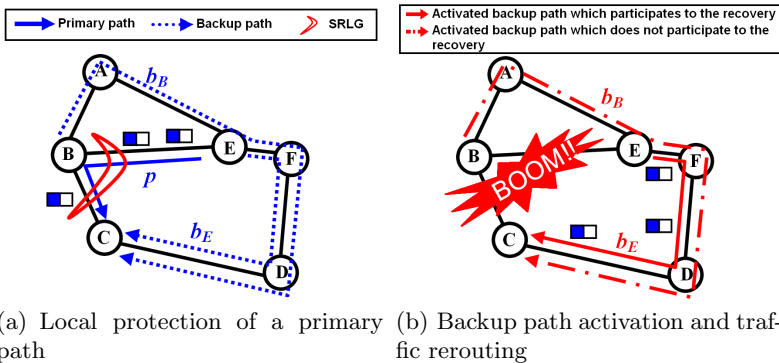 Primary path
Backup path
SRLG
A
b_B
B
E
F
p
C
b_E
D
(a) Local protection of a primary
path
Activated backup path which participates to the recovery
Activated backup path which does not participate to the
recovery
A
b_B
B
E
F
BOOM!!
C
b_E
D
(b) Backup path activation and traf-
fic rerouting